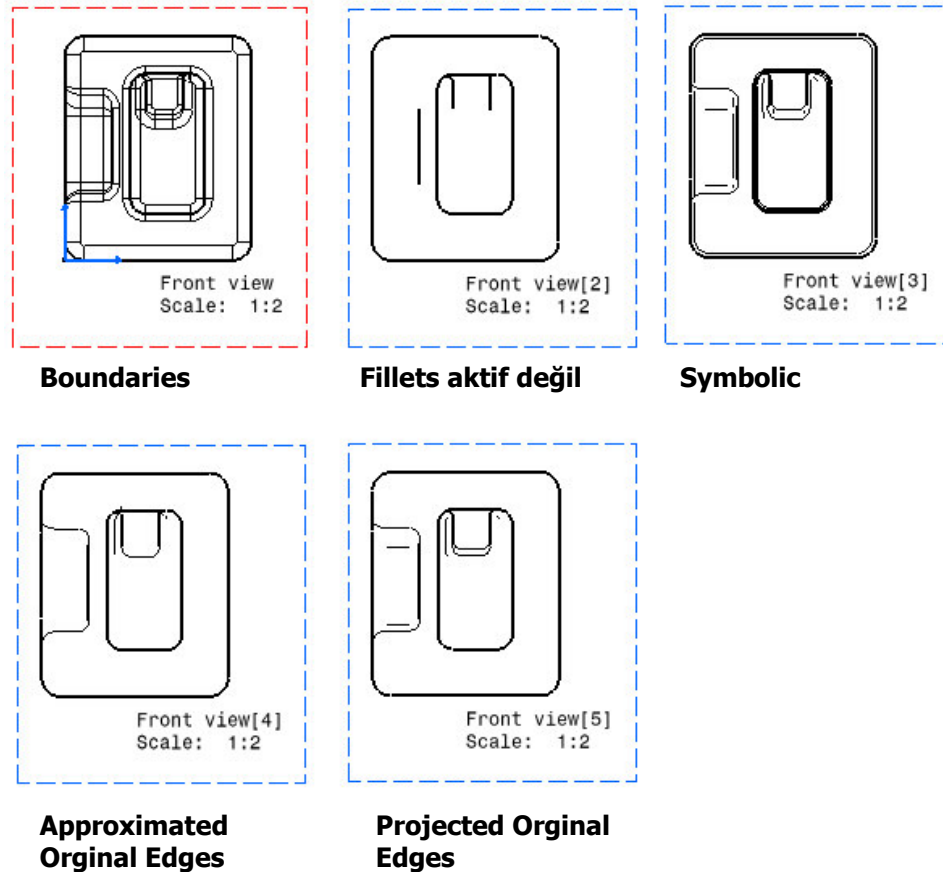 Front view
Scale: 1:2
Boundaries
Front view[2]
Scale: 1:2
Fillets aktif değil
Front view[3]
Scale: 1:2
Symbolic
Front view[4]
Scale: 1:2
Approximated
Orginal Edges
Front view[5]
Scale: 1:2
Projected Orginal
Edges